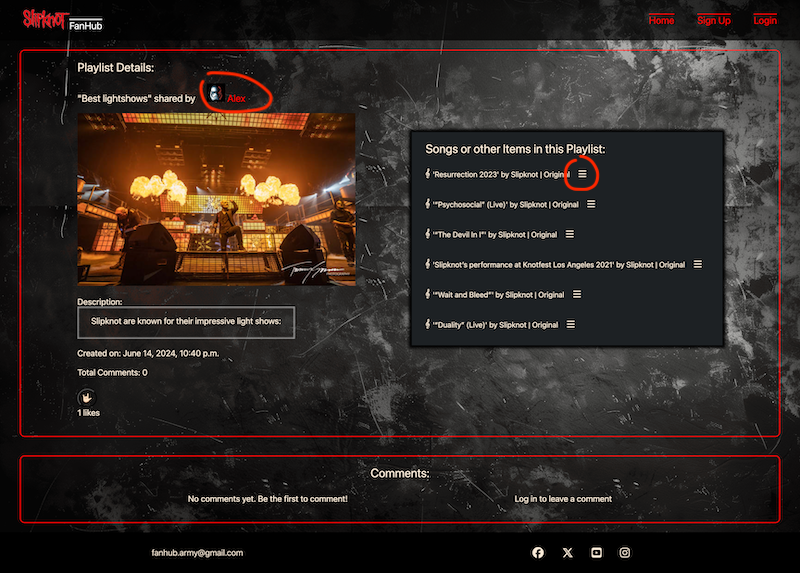 SlipKnoT FanHub
Home Sign Up Login
Playlist Details:
"Best lightshows" shared by Alex
Songs or other Items in this Playlist:
'Resurrection 2023' by Slipknot | Original
'"Psychosocial" (Live)' by Slipknot | Original
'"The Devil In I"' by Slipknot | Original
'Slipknot's performance at Knotfest Los Angeles 2021' by Slipknot | Original
'"Wait and Bleed"' by Slipknot | Original
'"Duality" (Live)' by Slipknot | Original
Description:
Slipknot are known for their impressive light shows:
Created on: June 14, 2024, 10:40 p.m.
Total Comments: 0
1 likes
Comments:
No comments yet. Be the first to comment!
Log in to leave a comment
fanhub.army@gmail.com